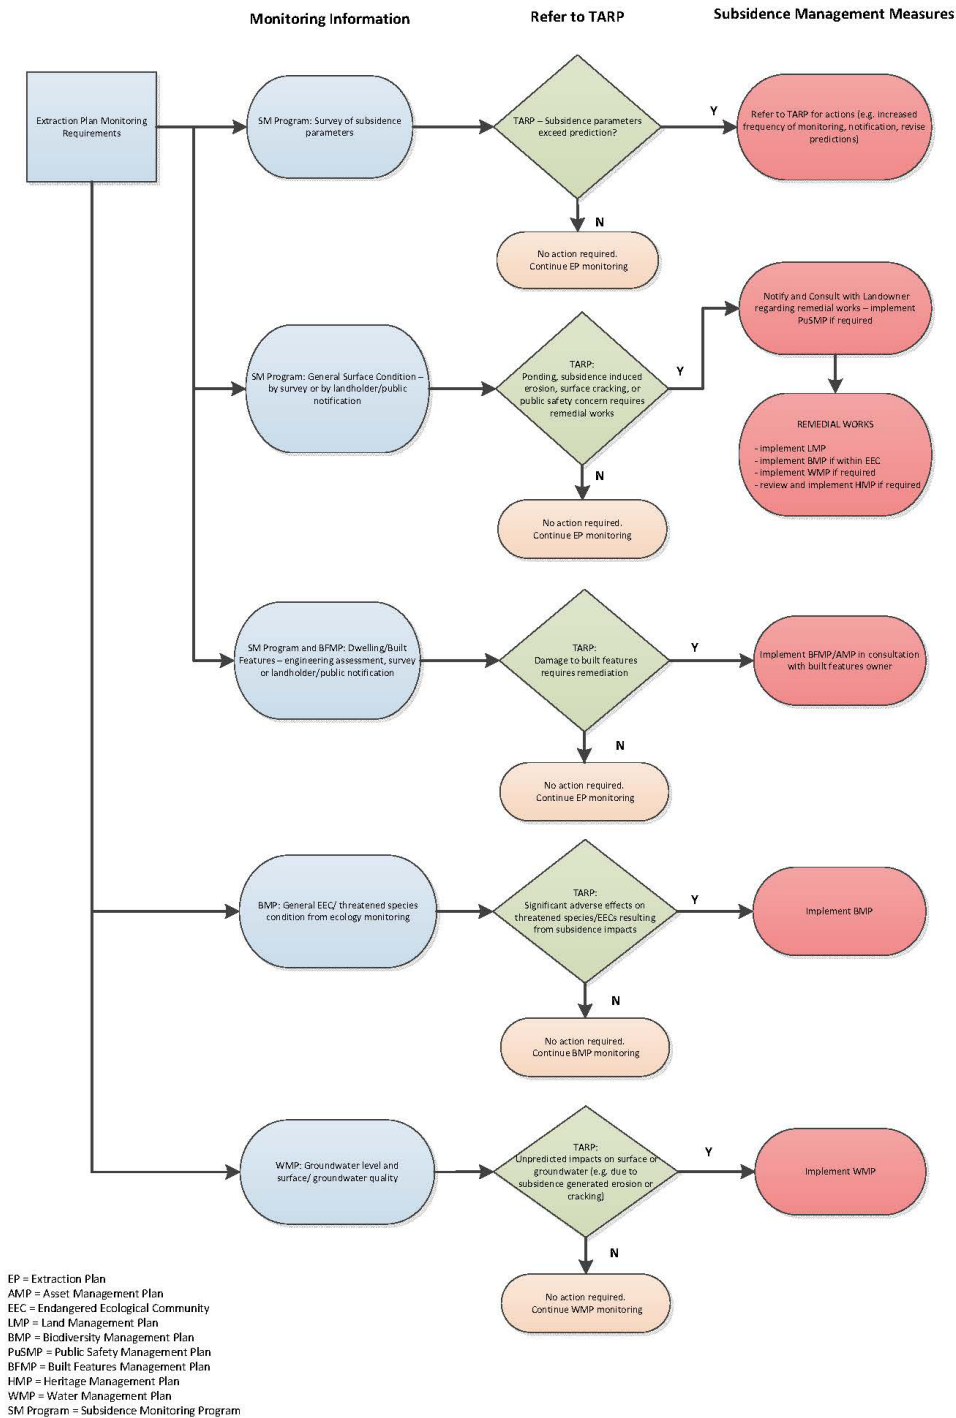 Monitoring Information
Refer to TARP
Subsidence Management Measures
Extraction Plan Monitoring
Requirements
SM Program: Survey of subsidence
parameters
TARP – Subsidence parameters
exceed prediction?
Y
Refer to TARP for actions (e.g. increased
frequency of monitoring, notification, revise
predictions)
N
No action required.
Continue EP monitoring
SM Program: General Surface Condition –
by survey or by landholder/public
notification
TARP:
Ponding, subsidence induced
erosion, surface cracking, or
public safety concern requires
remedial works
Y
Notify and Consult with Landowner
regarding remedial works – implement
PuSMP if required
REMEDIAL WORKS
- implement LMP
- implement BMP if within EEC
- implement WMP if required
- review and implement HMP if required
N
No action required.
Continue EP monitoring
SM Program and BFMP: Dwelling/Built
Features – engineering assessment, survey
or landholder/public notification
TARP:
Damage to built features
requires remediation
Y
Implement BFMP/AMP in consultation
with built features owner
N
No action required.
Continue EP monitoring
BMP: General EEC/ threatened species
condition from ecology monitoring
TARP:
Significant adverse effects on
threatened species/EECs resulting
from subsidence impacts
Y
Implement BMP
N
No action required.
Continue BMP monitoring
WMP: Groundwater level and
surface/ groundwater quality
TARP:
Unpredicted impacts on surface or
groundwater (e.g. due to
subsidence generated erosion or
cracking)
Y
Implement WMP
N
No action required.
Continue WMP monitoring
EP = Extraction Plan
AMP = Asset Management Plan
EEC = Endangered Ecological Community
LMP = Land Management Plan
BMP = Biodiversity Management Plan
PuSMP = Public Safety Management Plan
BFMP = Built Features Management Plan
HMP = Heritage Management Plan
WMP = Water Management Plan
SM Program = Subsidence Monitoring Program